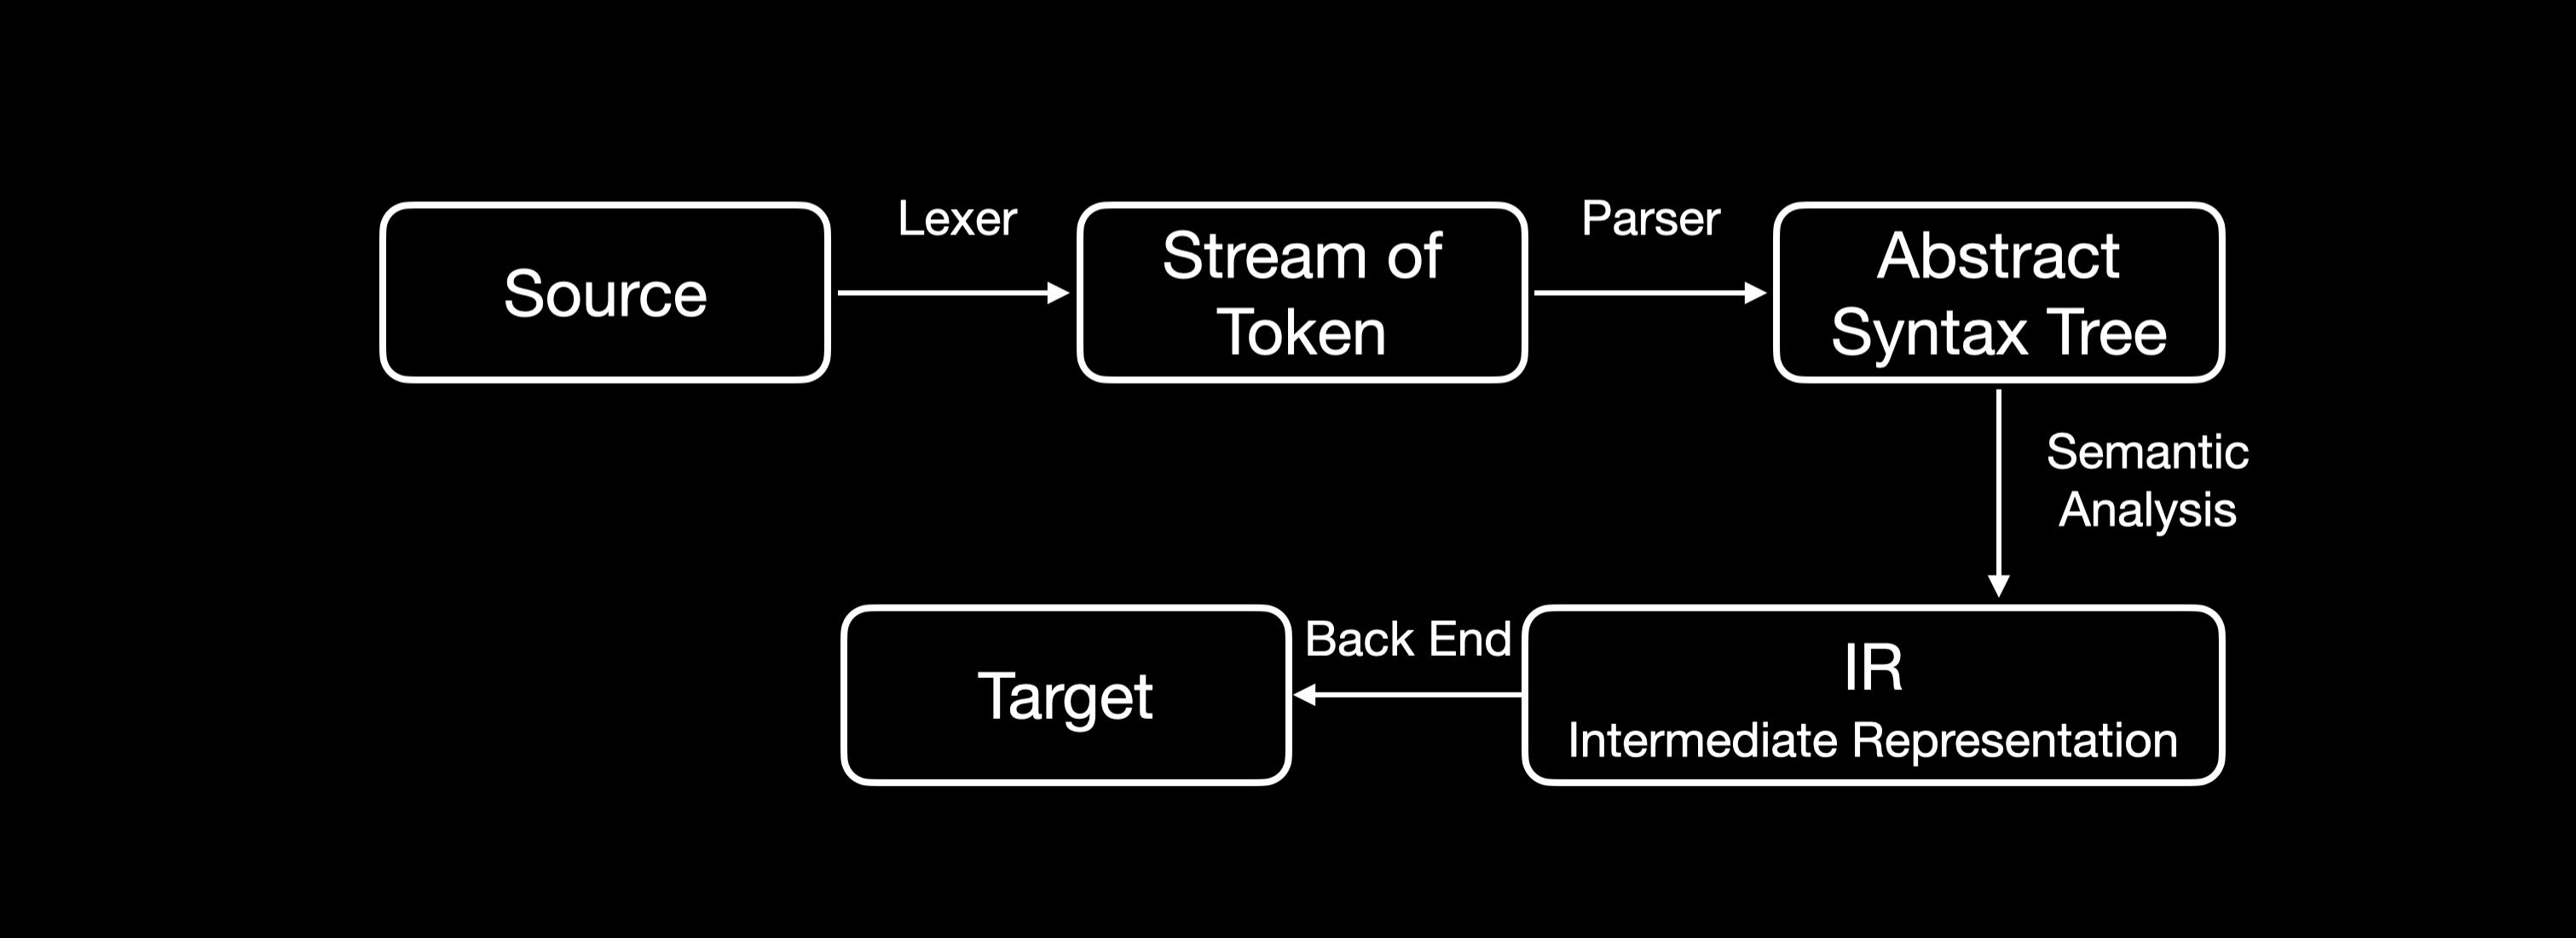 Source
Lexer
Stream of
Token
Parser
Abstract
Syntax Tree
Semantic
Analysis
IR
Intermediate Representation
Back End
Target